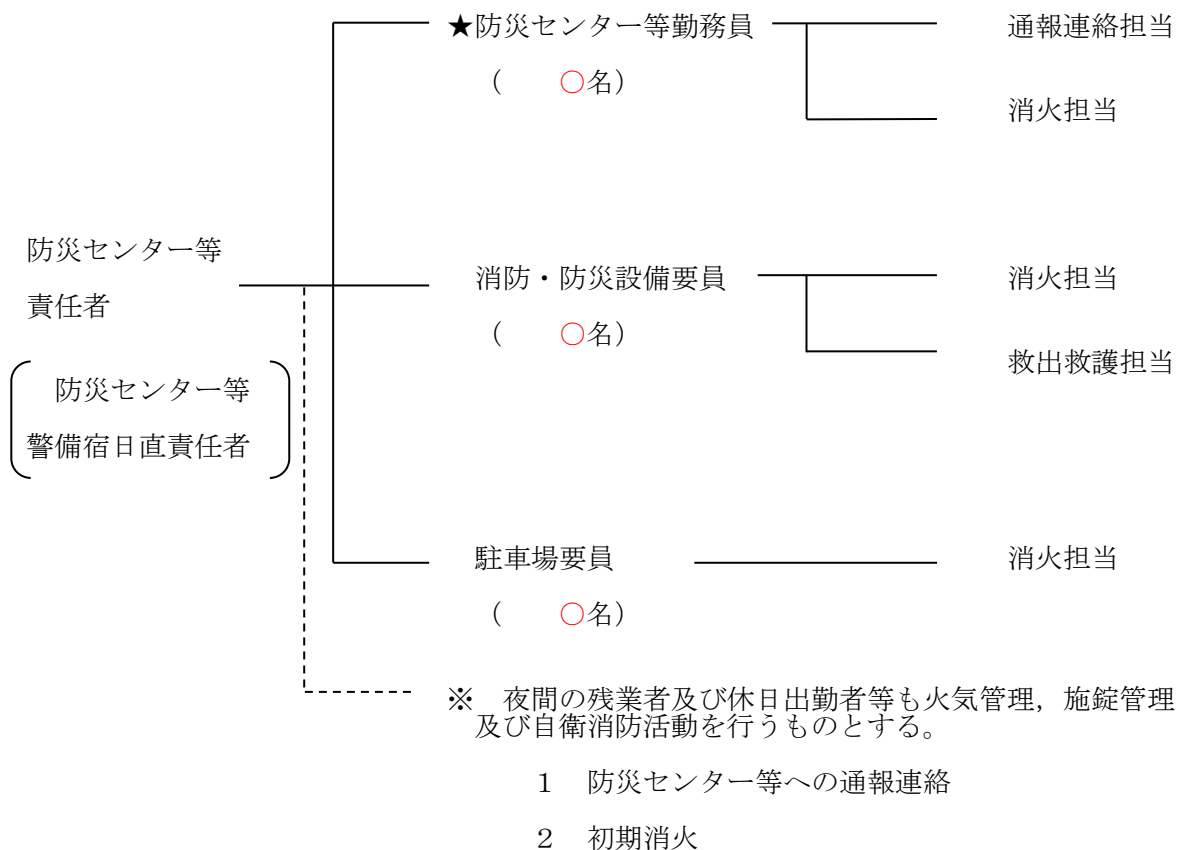 ★防災センター等勤務員
通報連絡担当
（　　○名）
消火担当
防災センター等
責任者
消防・防災設備要員
消火担当
（　　○名）
救出救護担当
防災センター等
警備宿日直責任者
駐車場要員
消火担当
（　　○名）
※　夜間の残業者及び休日出勤者等も火気管理，施錠管理
及び自衛消防活動を行うものとする。
１　防災センター等への通報連絡
２　初期消火